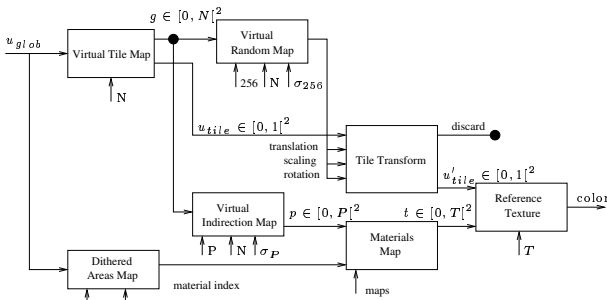 g ∈ [0, N[²
u_glob
Virtual Tile Map
N
Virtual
Random Map
256 N σ₂₅₆
u_tile ∈ [0, 1[²
translation
scaling
rotation
Tile Transform
discard
u′_tile ∈ [0, 1[²
Reference
Texture
color
T
Virtual
Indirection Map
P N σ_P
p ∈ [0, P[²
t ∈ [0, T[²
Materials
Map
maps
Dithered
Areas Map
material index